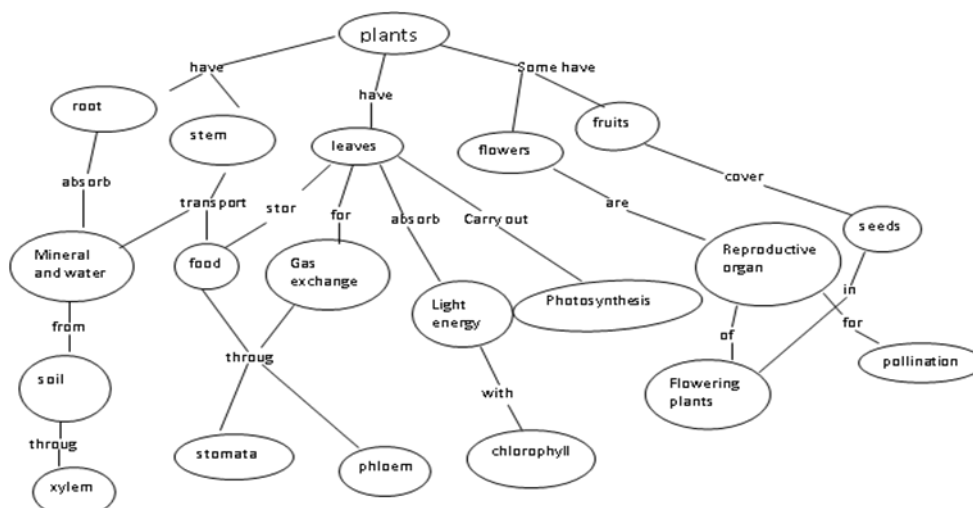 plants
have
have
Some have
root
stem
leaves
flowers
fruits
absorb
transport
stor
for
absorb
Carry out
are
cover
Mineral
and water
food
Gas
exchange
Light
energy
Photosynthesis
Reproductive
organ
seeds
in
from
throug
with
of
for
soil
Flowering
plants
pollination
throug
stomata
phloem
chlorophyll
xylem